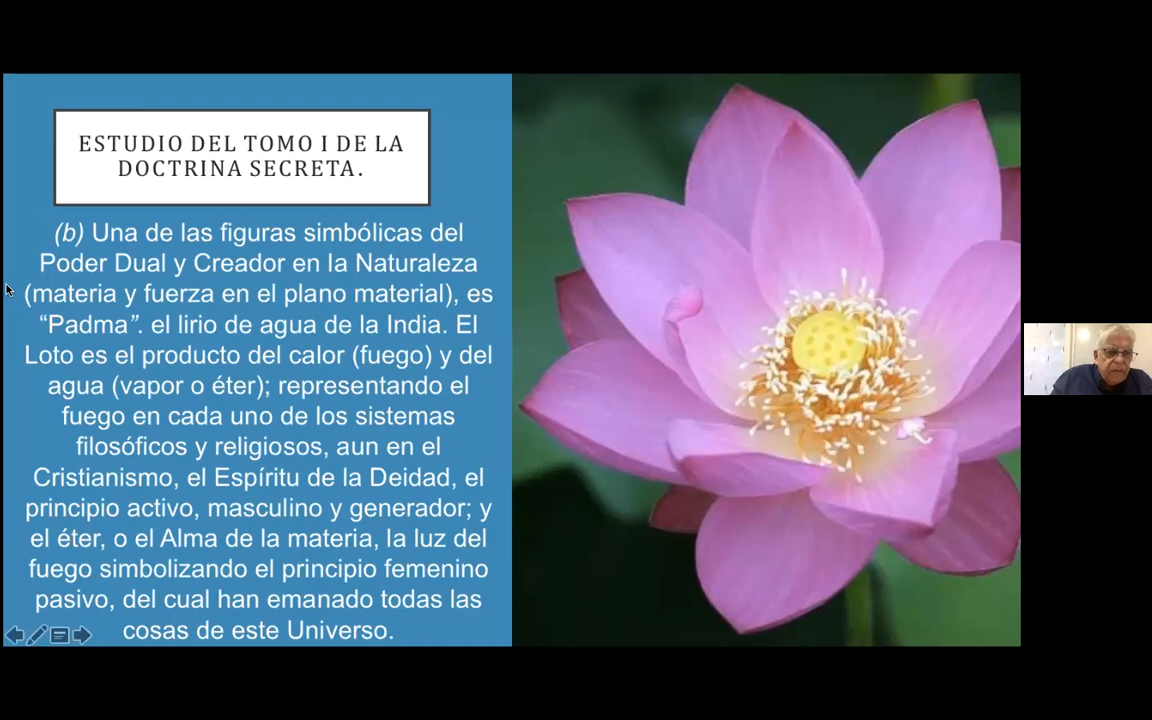 ESTUDIO DEL TOMO I DE LA
DOCTRINA SECRETA.
(b) Una de las figuras simbólicas del
Poder Dual y Creador en la Naturaleza
(materia y fuerza en el plano material), es
“Padma”. el lirio de agua de la India. El
Loto es el producto del calor (fuego) y del
agua (vapor o éter); representando el
fuego en cada uno de los sistemas
filosóficos y religiosos, aun en el
Cristianismo, el Espíritu de la Deidad, el
principio activo, masculino y generador; y
el éter, o el Alma de la materia, la luz del
fuego simbolizando el principio femenino
pasivo, del cual han emanado todas las
cosas de este Universo.